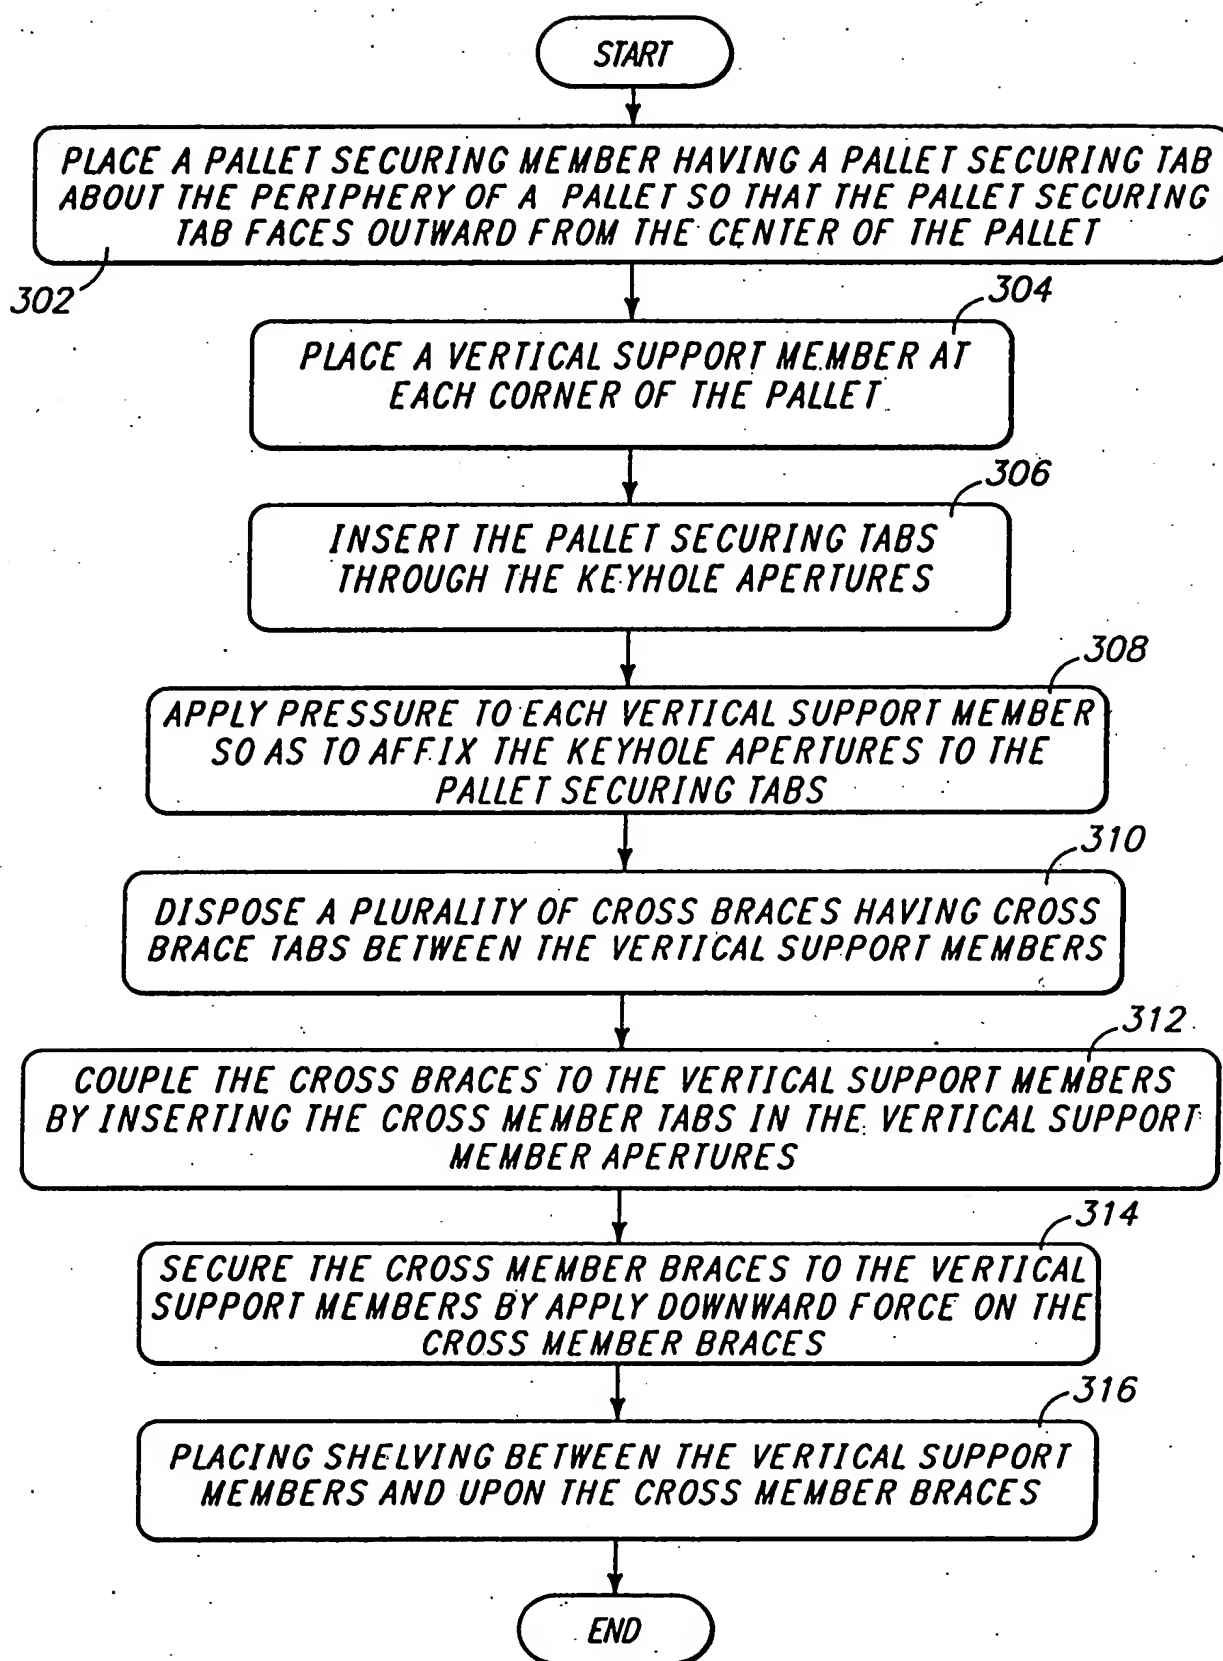 START
PLACE A PALLET SECURING MEMBER HAVING A PALLET SECURING TAB
ABOUT THE PERIPHERY OF A PALLET SO THAT THE PALLET SECURING
TAB FACES OUTWARD FROM THE CENTER OF THE PALLET
302
304
PLACE A VERTICAL SUPPORT MEMBER AT
EACH CORNER OF THE PALLET
306
INSERT THE PALLET SECURING TABS
THROUGH THE KEYHOLE APERTURES
308
APPLY PRESSURE TO EACH VERTICAL SUPPORT MEMBER
SO AS TO AFFIX THE KEYHOLE APERTURES TO THE
PALLET SECURING TABS
310
DISPOSE A PLURALITY OF CROSS BRACES HAVING CROSS
BRACE TABS BETWEEN THE VERTICAL SUPPORT MEMBERS
312
COUPLE THE CROSS BRACES TO THE VERTICAL SUPPORT MEMBERS
BY INSERTING THE CROSS MEMBER TABS IN THE VERTICAL SUPPORT
MEMBER APERTURES
314
SECURE THE CROSS MEMBER BRACES TO THE VERTICAL
SUPPORT MEMBERS BY APPLY DOWNWARD FORCE ON THE
CROSS MEMBER BRACES
316
PLACING SHELVING BETWEEN THE VERTICAL SUPPORT
MEMBERS AND UPON THE CROSS MEMBER BRACES
END